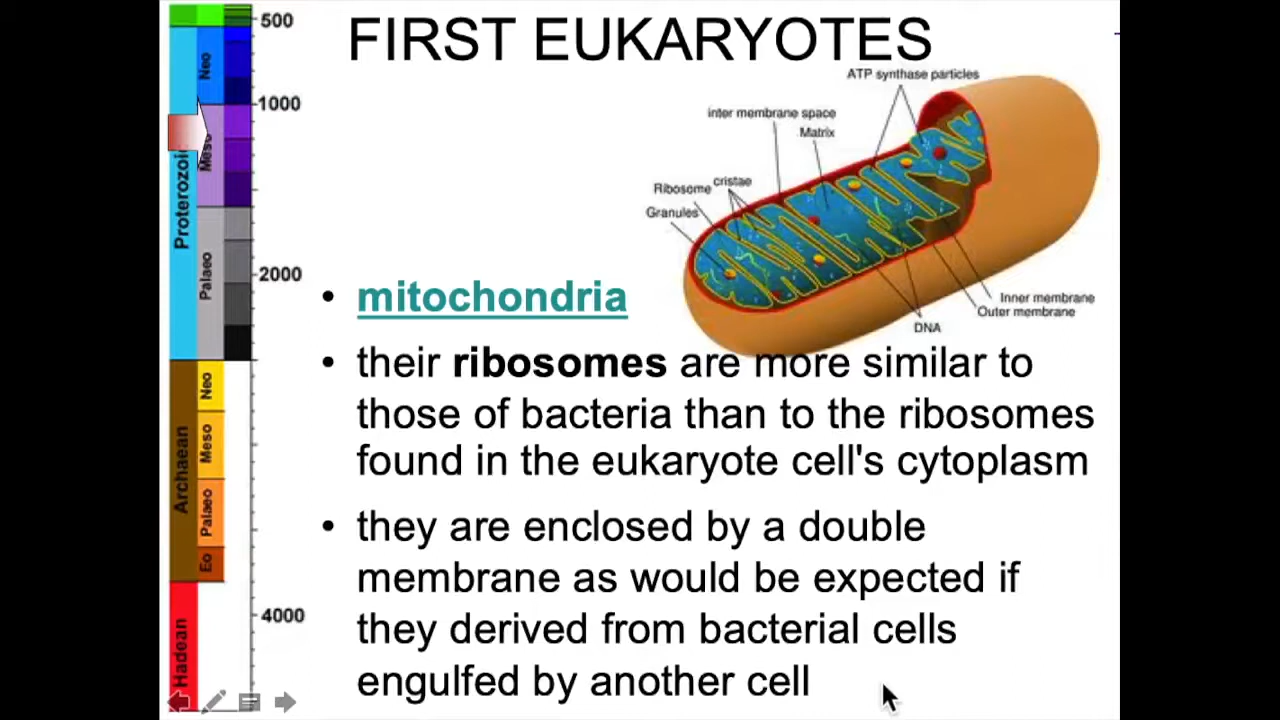 FIRST EUKARYOTES
500
1000
2000
4000
Neo
Meso
Palaeo
Proterozoic
Neo
Meso
Palaeo
Eo
Archaean
Hadean
ATP synthase particles
inter membrane space
Matrix
cristae
Ribosome
Granules
Inner membrane
Outer membrane
DNA
• mitochondria
• their ribosomes are more similar to
those of bacteria than to the ribosomes
found in the eukaryote cell's cytoplasm
• they are enclosed by a double
membrane as would be expected if
they derived from bacterial cells
engulfed by another cell